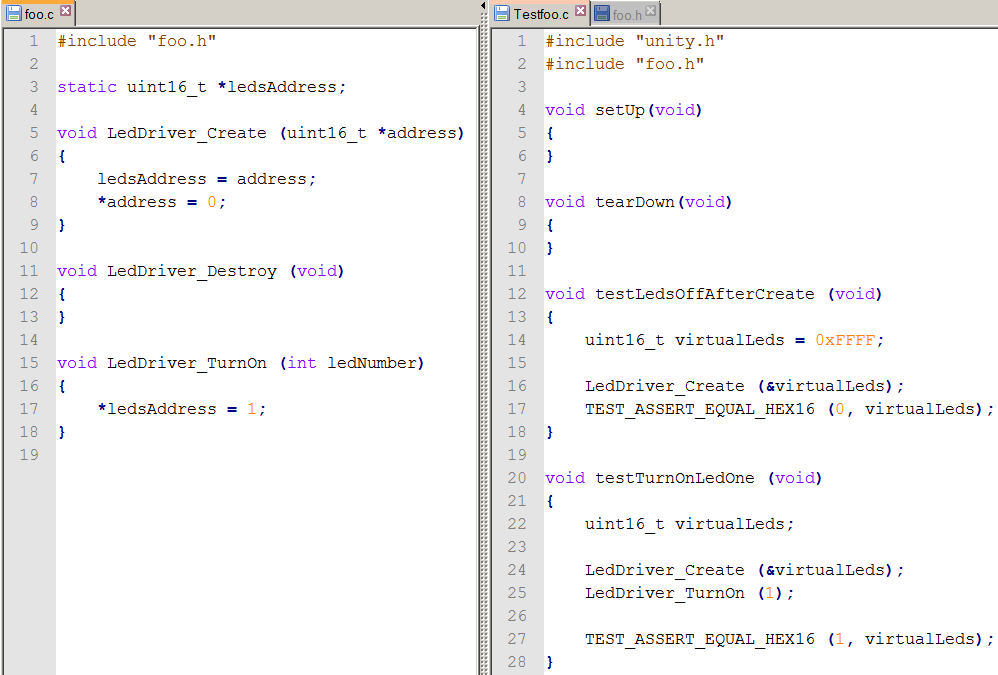 foo.c
1 #include "foo.h"
2
3 static uint16_t *ledsAddress;
4
5 void LedDriver_Create (uint16_t *address)
6 {
7     ledsAddress = address;
8     *address = 0;
9 }
10
11 void LedDriver_Destroy (void)
12 {
13 }
14
15 void LedDriver_TurnOn (int ledNumber)
16 {
17     *ledsAddress = 1;
18 }
19
Testfoo.c foo.h
1 #include "unity.h"
2 #include "foo.h"
3
4 void setUp(void)
5 {
6 }
7
8 void tearDown(void)
9 {
10 }
11
12 void testLedsOffAfterCreate (void)
13 {
14     uint16_t virtualLeds = 0xFFFF;
15
16     LedDriver_Create (&virtualLeds);
17     TEST_ASSERT_EQUAL_HEX16 (0, virtualLeds);
18 }
19
20 void testTurnOnLedOne (void)
21 {
22     uint16_t virtualLeds;
23
24     LedDriver_Create (&virtualLeds);
25     LedDriver_TurnOn (1);
26
27     TEST_ASSERT_EQUAL_HEX16 (1, virtualLeds);
28 }